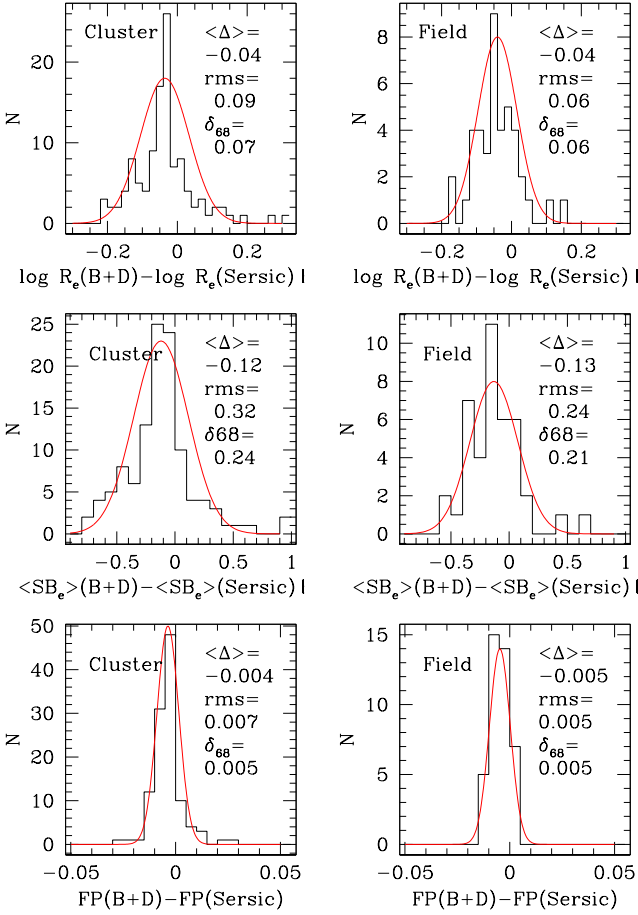 Cluster
<Δ>=
−0.04
rms=
0.09
δ68=
0.07
N
20
10
0
−0.2 0 0.2
log Re(B+D)−log Re(Sersic)
Field
<Δ>=
−0.04
rms=
0.06
δ68=
0.06
N
8
6
4
2
0
−0.2 0 0.2
log Re(B+D)−log Re(Sersic)
Cluster
<Δ>=
−0.12
rms=
0.32
δ68=
0.24
N
25
20
15
10
5
0
−0.5 0 0.5 1
<SBe>(B+D)−<SBe>(Sersic)
Field
<Δ>=
−0.13
rms=
0.24
δ68=
0.21
N
10
8
6
4
2
0
−0.5 0 0.5 1
<SBe>(B+D)−<SBe>(Sersic)
Cluster
<Δ>=
−0.004
rms=
0.007
δ68=
0.005
N
50
40
30
20
10
0
−0.05 0 0.05
FP(B+D)−FP(Sersic)
Field
<Δ>=
−0.005
rms=
0.005
δ68=
0.005
N
15
10
5
0
−0.05 0 0.05
FP(B+D)−FP(Sersic)